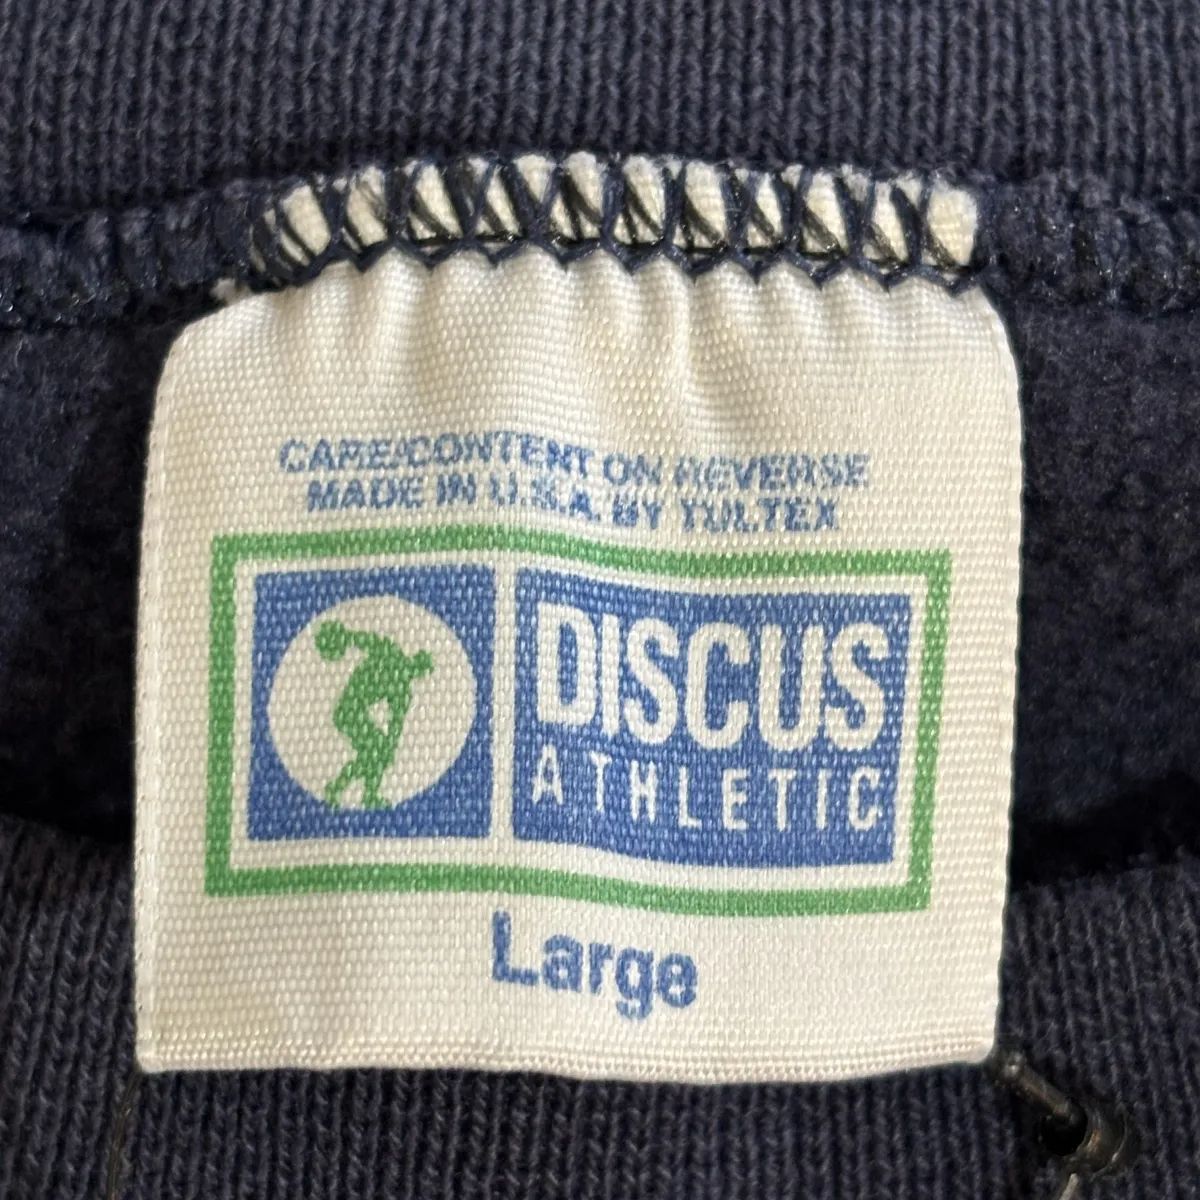 CARE/CONTENT ON REVERSE
MADE IN U.S.A. BY TULTEX
DISCUS
ATHLETIC
Large